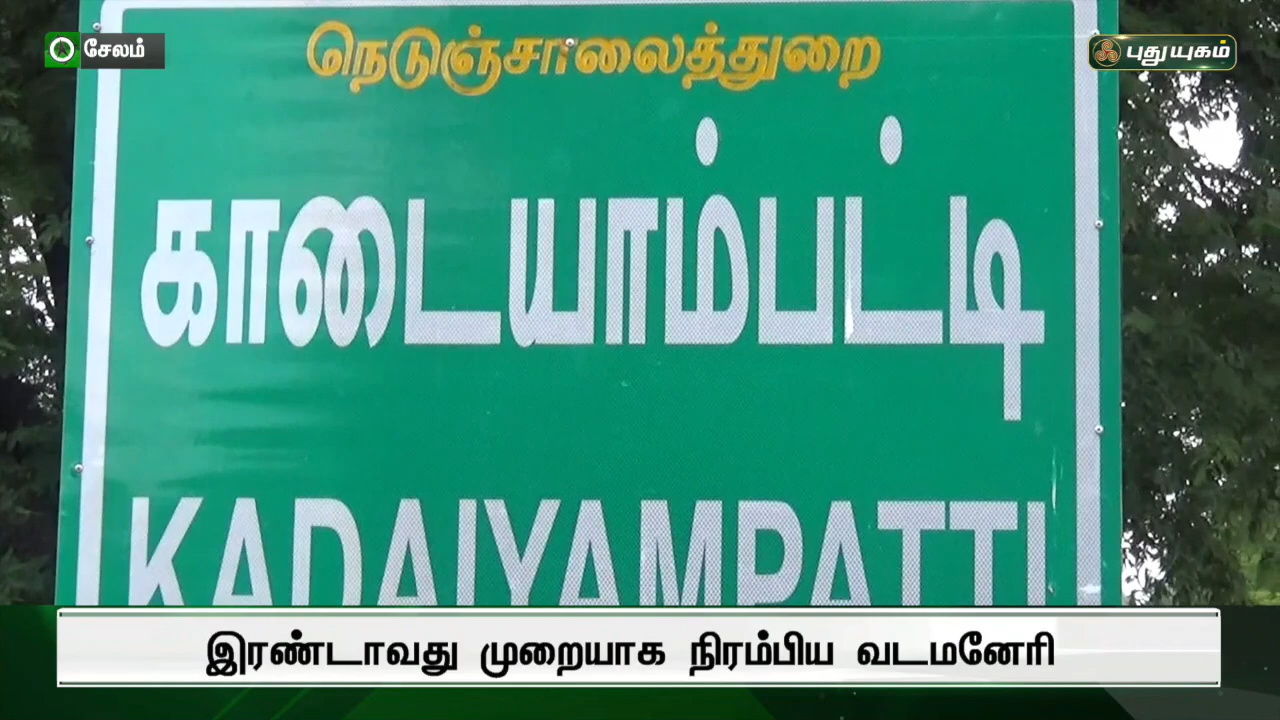 சேலம்
புதுயுகம்
நெடுஞ்சாலைத்துறை
காடையாம்பட்டி
KADAIYAMPATTI
இரண்டாவது முறையாக நிரம்பிய வடமனேரி